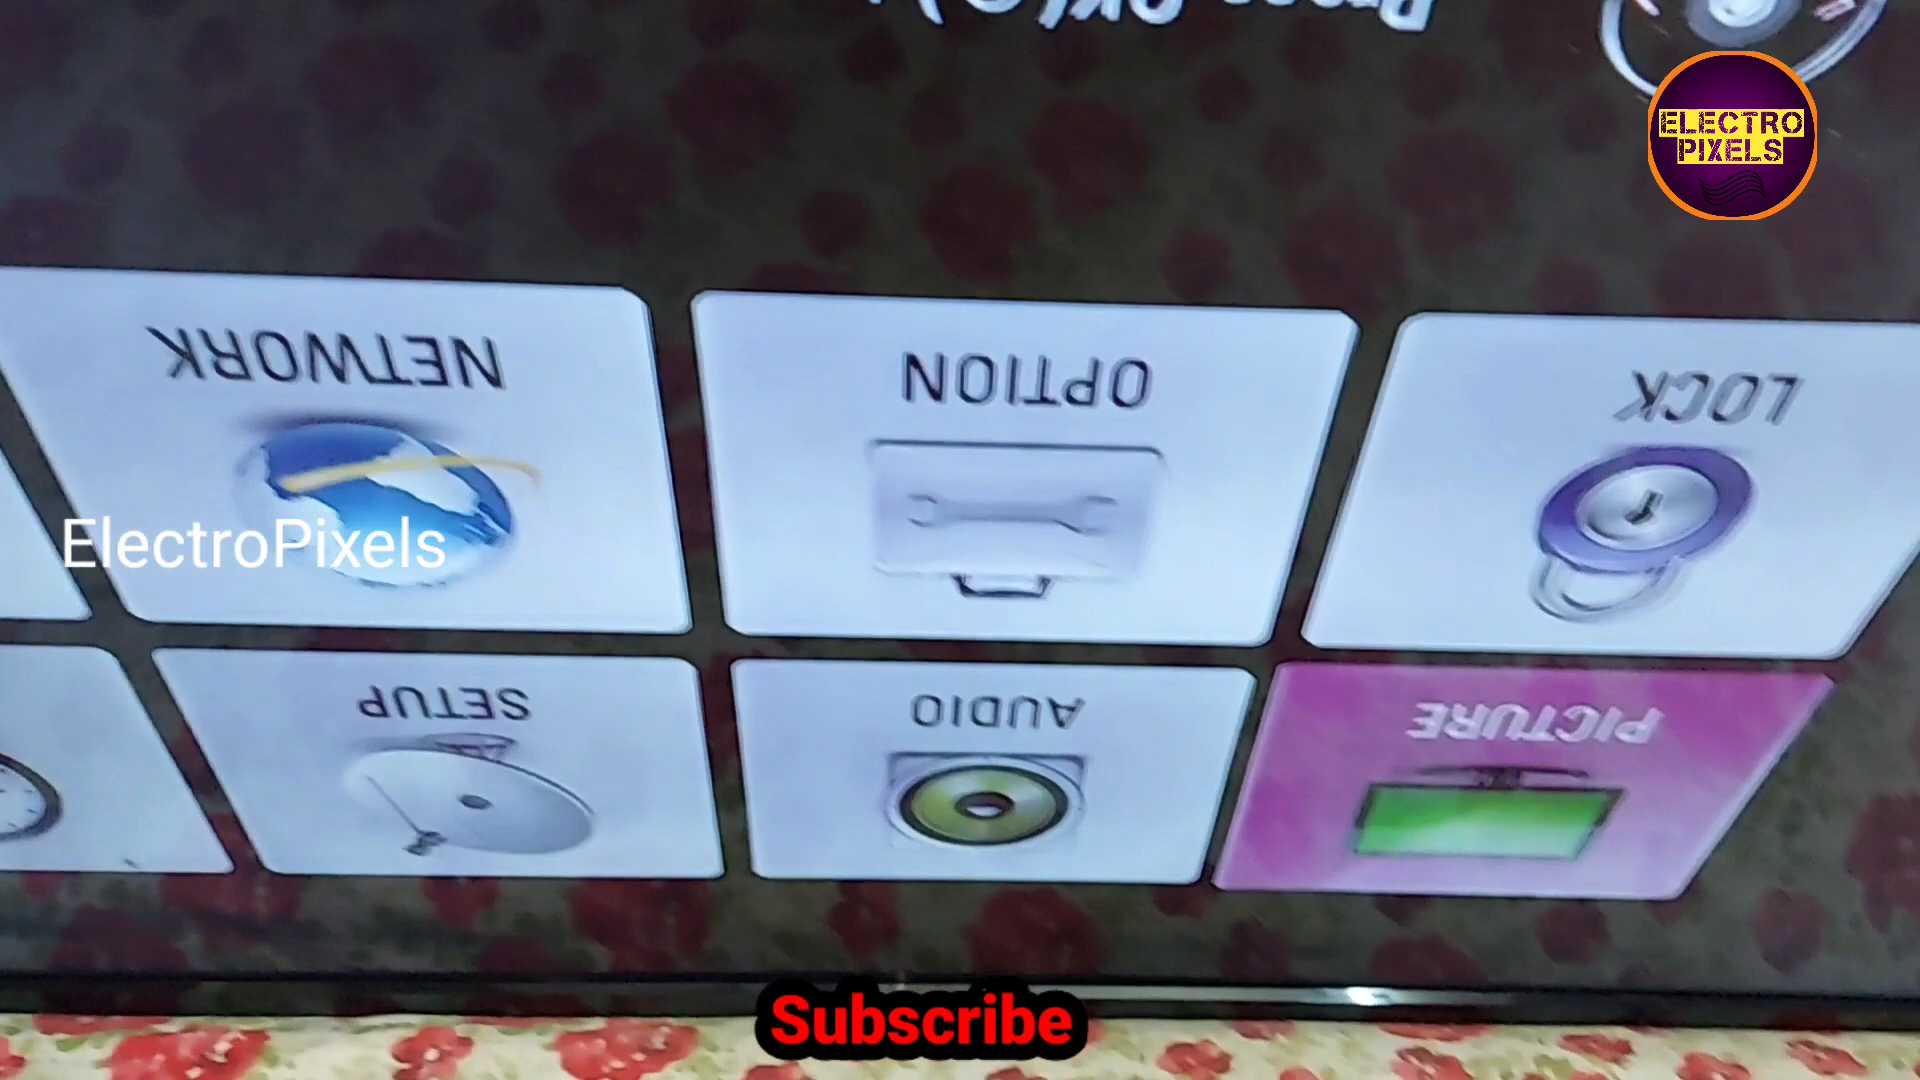 ELECTRO
PIXELS
PICTURE
AUDIO
SETUP
LOCK
OPTION
NETWORK
ElectroPixels
Subscribe